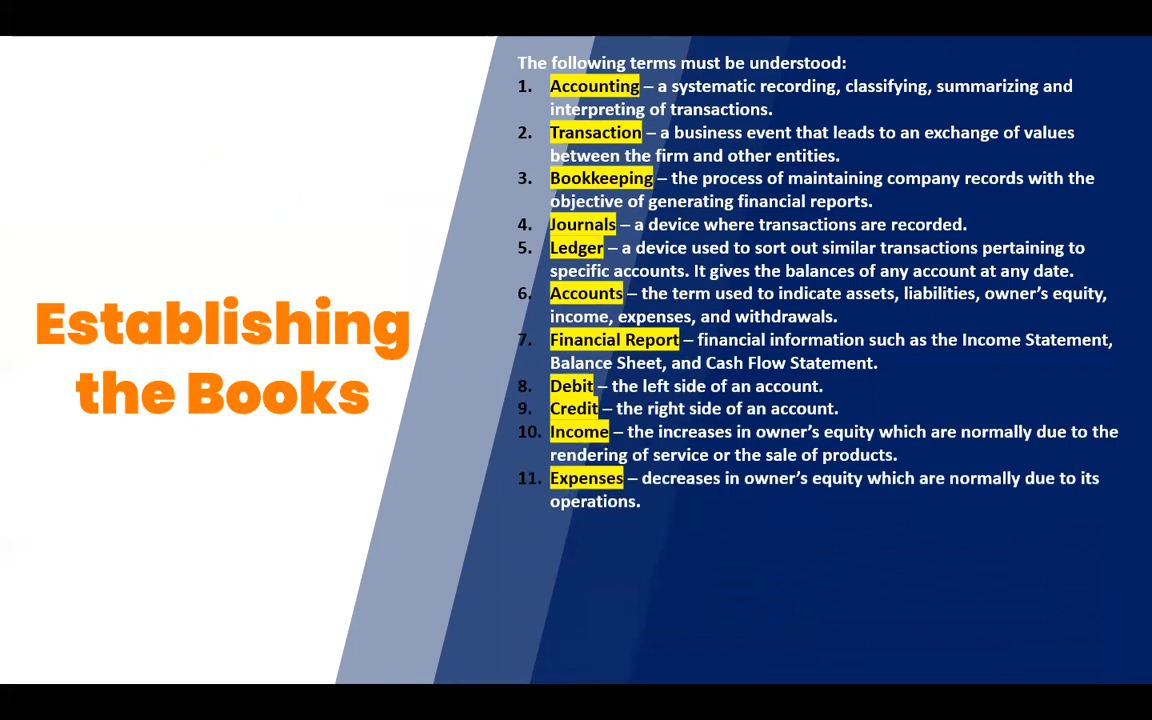 Establishing
the Books
The following terms must be understood:
1. Accounting – a systematic recording, classifying, summarizing and
interpreting of transactions.
2. Transaction – a business event that leads to an exchange of values
between the firm and other entities.
3. Bookkeeping – the process of maintaining company records with the
objective of generating financial reports.
4. Journals – a device where transactions are recorded.
5. Ledger – a device used to sort out similar transactions pertaining to
specific accounts. It gives the balances of any account at any date.
6. Accounts – the term used to indicate assets, liabilities, owner’s equity,
income, expenses, and withdrawals.
7. Financial Report – financial information such as the Income Statement,
Balance Sheet, and Cash Flow Statement.
8. Debit – the left side of an account.
9. Credit – the right side of an account.
10. Income – the increases in owner’s equity which are normally due to the
rendering of service or the sale of products.
11. Expenses – decreases in owner’s equity which are normally due to its
operations.